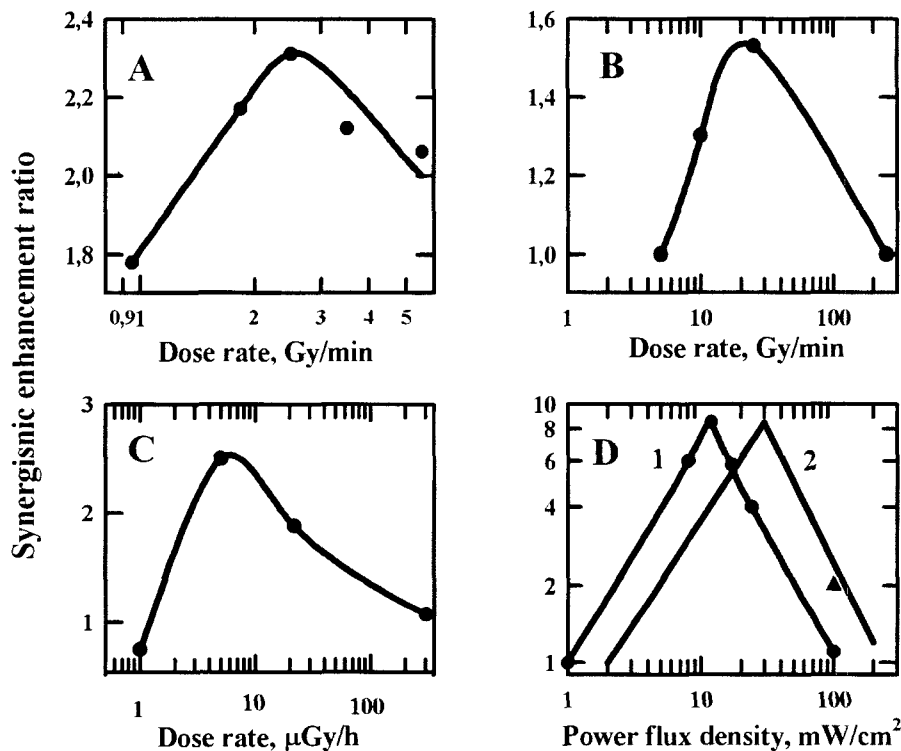 Synergisnic enhancement ratio
A
2,4
2,2
2,0
1,8
0,91 2 3 4 5
Dose rate, Gy/min
B
1,6
1,4
1,2
1,0
1 10 100
Dose rate, Gy/min
C
3
2
1
1 10 100
Dose rate, μGy/h
D
1 2
10
8
6
4
2
1
1 10 100
Power flux density, mW/cm²